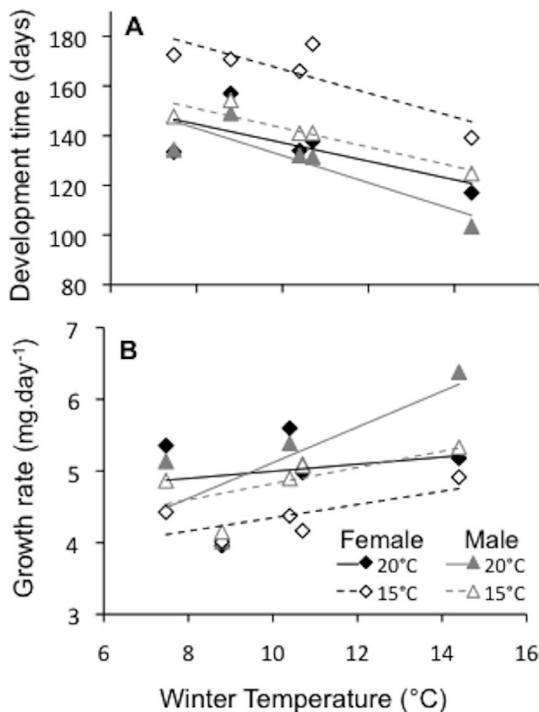 A
Development time (days)
180
160
140
120
100
80
B
Growth rate (mg.day-1)
7
6
5
4
3
Female Male
20°C 20°C
15°C 15°C
6 8 10 12 14 16
Winter Temperature (°C)